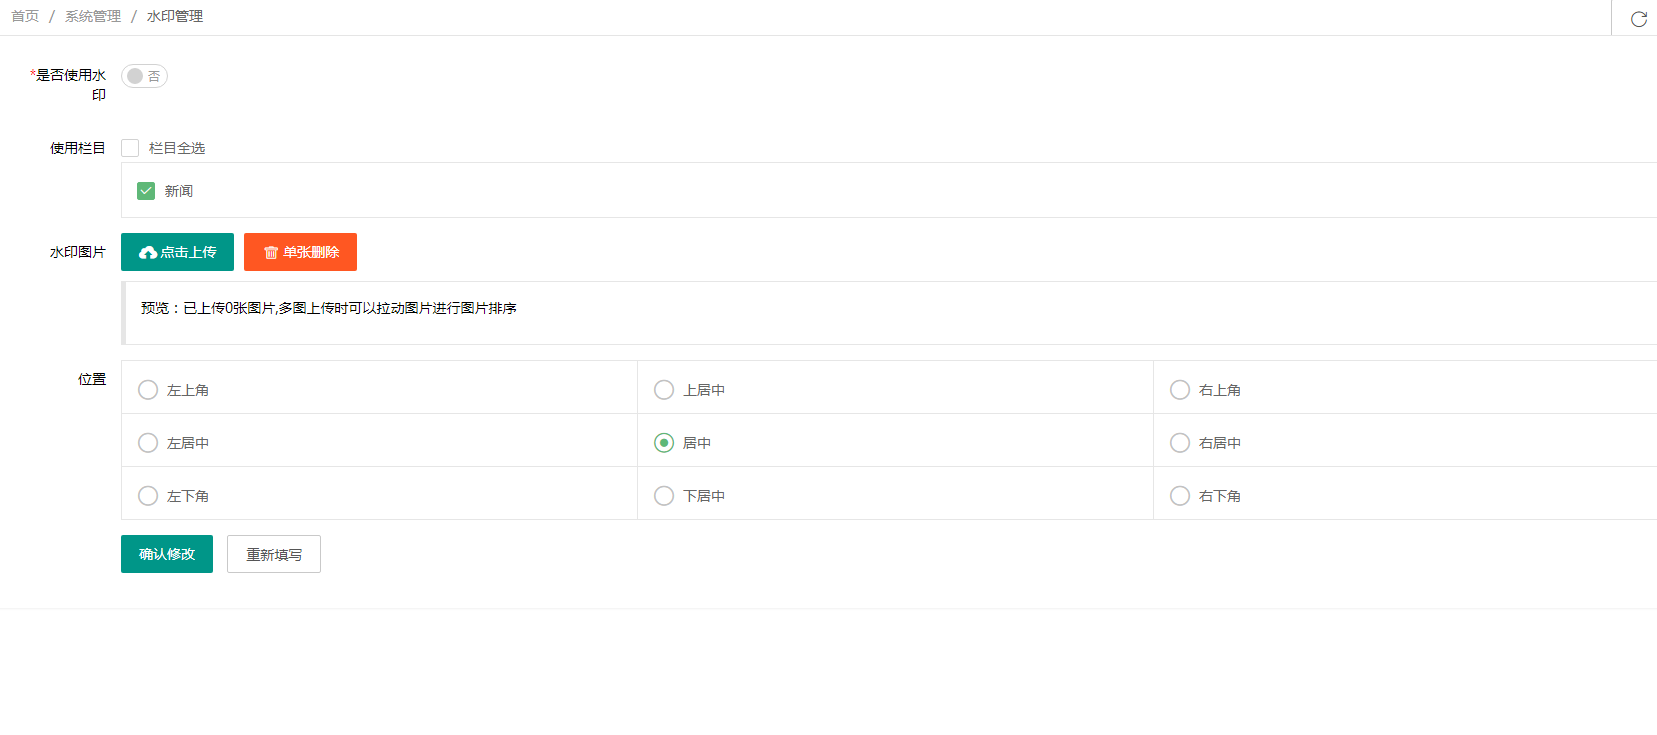 首页 / 系统管理 / 水印管理
*是否使用水
印
否
使用栏目
栏目全选
新闻
水印图片
点击上传
单张删除
预览：已上传0张图片,多图上传时可以拉动图片进行图片排序
位置
左上角
上居中
右上角
左居中
居中
右居中
左下角
下居中
右下角
确认修改
重新填写